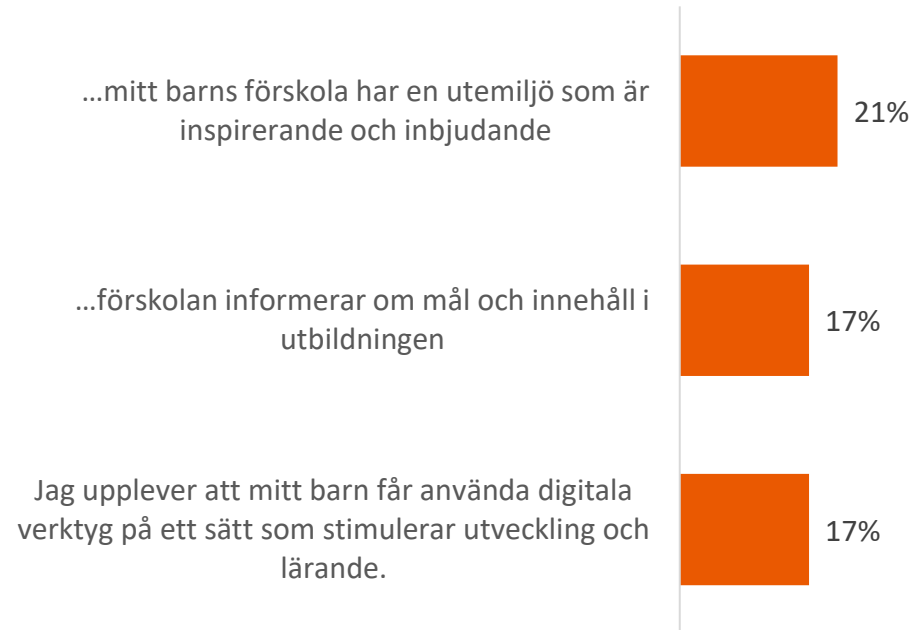 ...mitt barns förskola har en utemiljö som är
inspirerande och inbjudande
21%
...förskolan informerar om mål och innehåll i
utbildningen
17%
Jag upplever att mitt barn får använda digitala
verktyg på ett sätt som stimulerar utveckling och
lärande.
17%